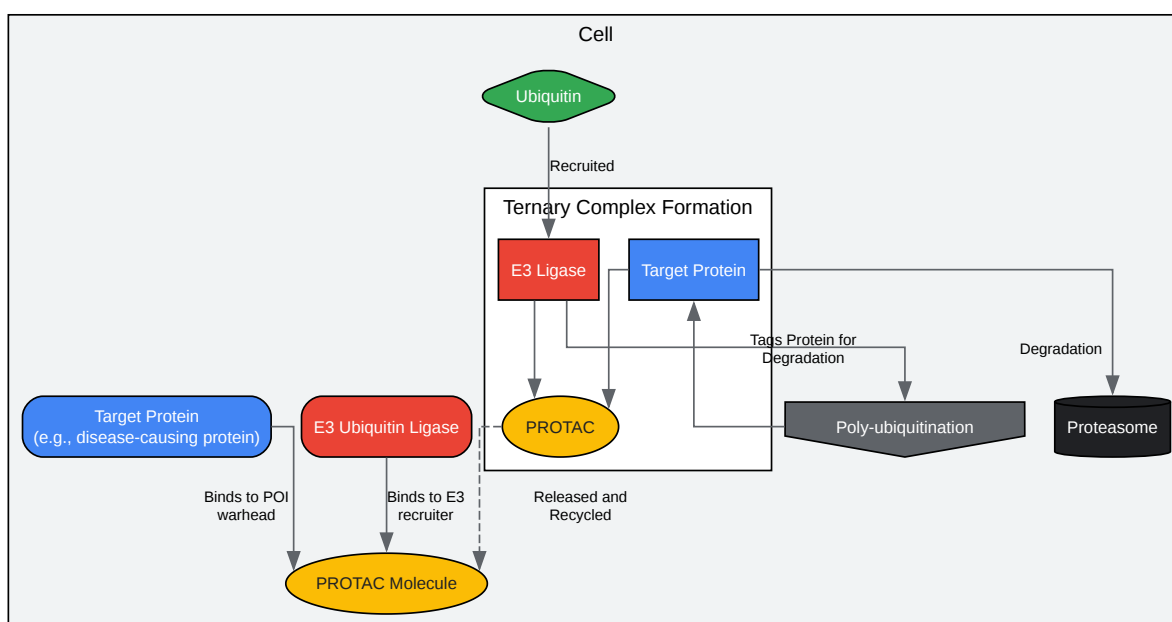 Cell
Ubiquitin
Recruited
Ternary Complex Formation
E3 Ligase
Target Protein
Tags Protein for
Degradation
Degradation
Target Protein
(e.g., disease-causing protein)
E3 Ubiquitin Ligase
PROTAC
Poly-ubiquitination
Proteasome
Binds to POI
warhead
Binds to E3
recruiter
Released and
Recycled
PROTAC Molecule